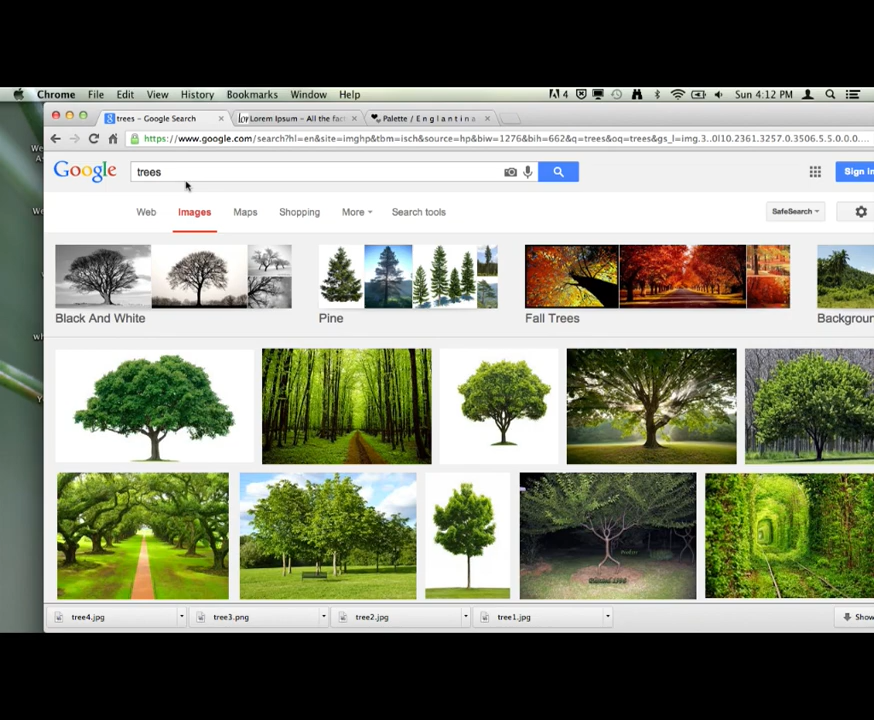 Chrome File Edit View History Bookmarks Window Help 4 Sun 4:12 PM
trees - Google Search Lorem Ipsum - All the fact Palette / E n g l a n t i n a
https://www.google.com/search?hl=en&site=imghp&tbm=isch&source=hp&biw=1276&bih=662&q=trees&oq=trees&gs_l=img.3..0l10.2361.3257.0.3506.5.5.0.0.0....
Google trees Sign in
Web Images Maps Shopping More Search tools SafeSearch
Black And White Pine Fall Trees Backgroun
tree4.jpg tree3.png tree2.jpg tree1.jpg Show